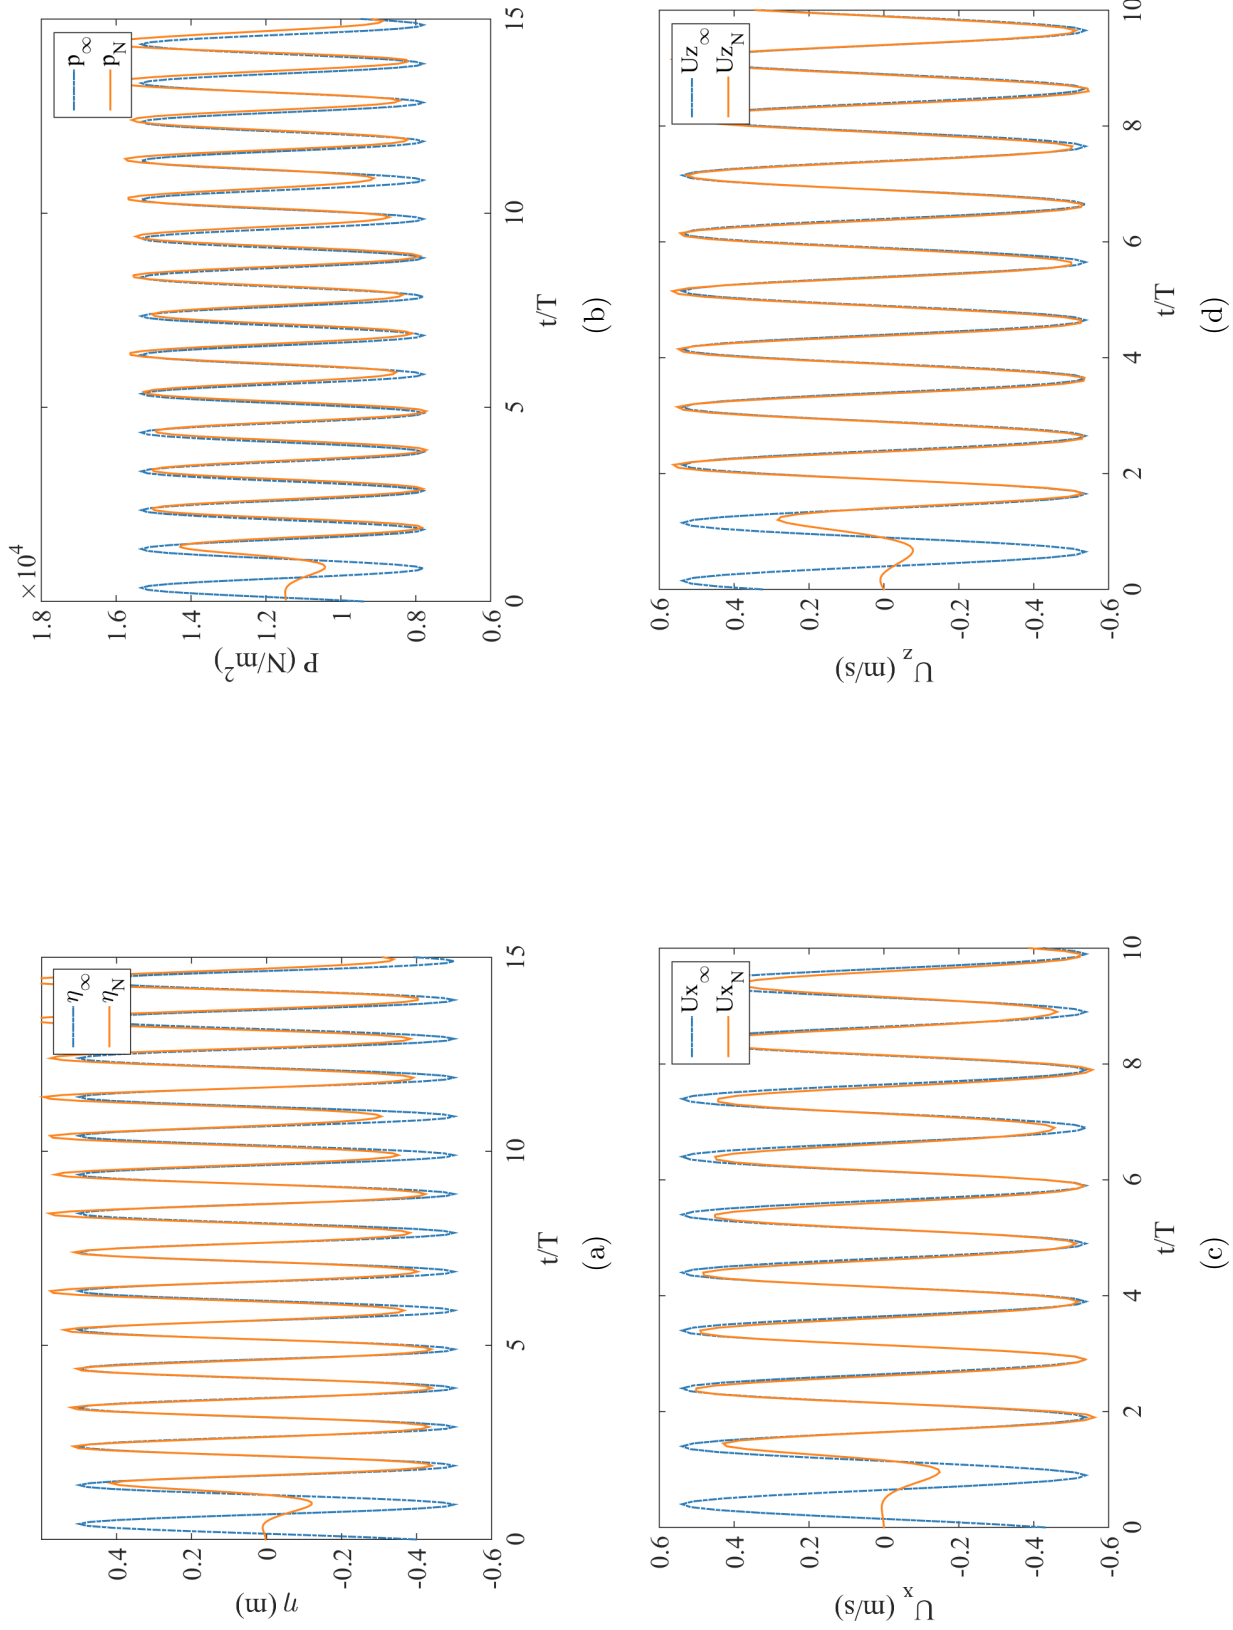 η∞
ηN
0.4
0.2
0
-0.2
-0.4
-0.6
0
5
10
15
η (m)
t/T
(a)
×10⁴
p∞
pN
1.8
1.6
1.4
1.2
1
0.8
0.6
0
5
10
15
P (N/m²)
t/T
(b)
Ux∞
UxN
0.6
0.4
0.2
0
-0.2
-0.4
-0.6
0
2
4
6
8
10
Ux (m/s)
t/T
(c)
Uz∞
UzN
0.6
0.4
0.2
0
-0.2
-0.4
-0.6
0
2
4
6
8
10
Uz (m/s)
t/T
(d)